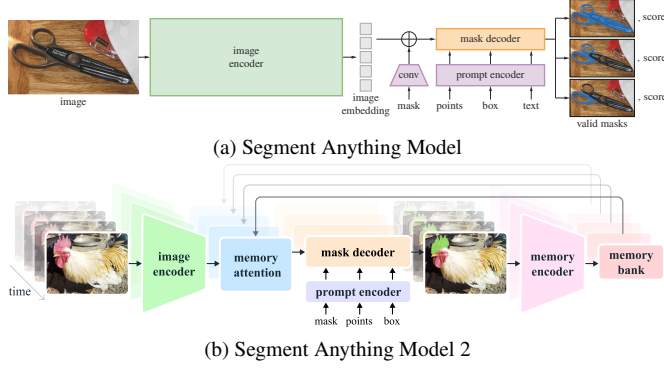 image
image
encoder
image
embedding
conv
mask
mask decoder
prompt encoder
points
box
text
, score
, score
, score
valid masks
(a) Segment Anything Model
time
image
encoder
memory
attention
mask decoder
prompt encoder
mask
points
box
memory
encoder
memory
bank
(b) Segment Anything Model 2